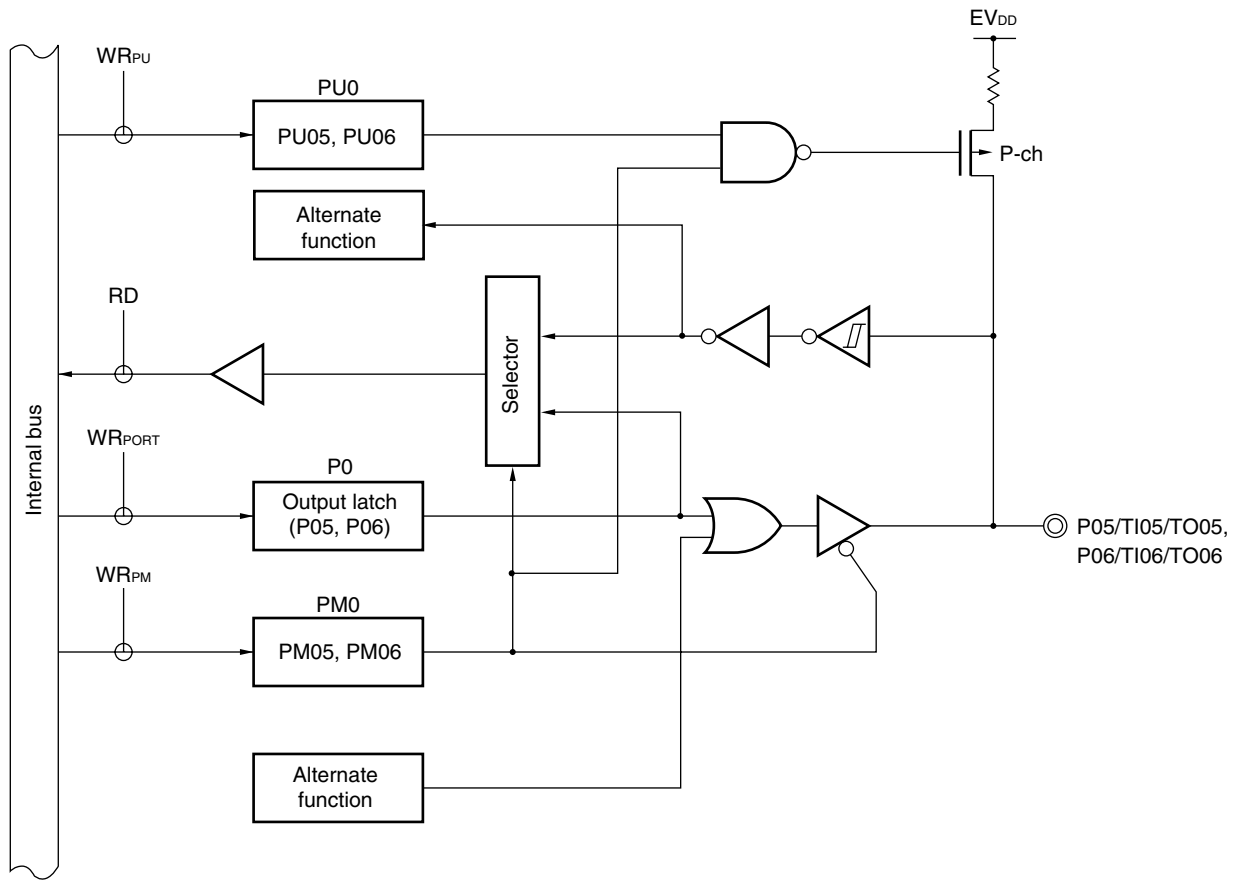 EVDD
WRPU
PU0
PU05, PU06
P-ch
Alternate
function
RD
Selector
Internal bus
WRPORT
P0
Output latch
(P05, P06)
P05/TI05/TO05,
P06/TI06/TO06
WRPM
PM0
PM05, PM06
Alternate
function